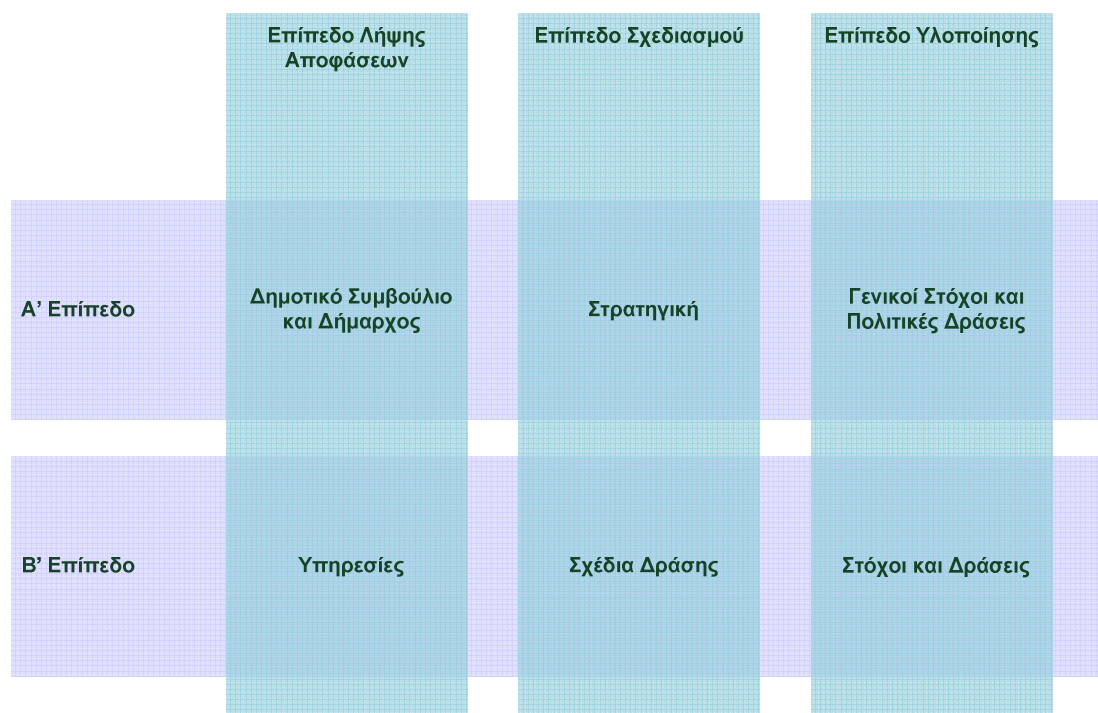 Επίπεδο Λήψης
Αποφάσεων
Επίπεδο Σχεδιασμού
Επίπεδο Υλοποίησης
Α’ Επίπεδο
Δημοτικό Συμβούλιο
και Δήμαρχος
Στρατηγική
Γενικοί Στόχοι και
Πολιτικές Δράσεις
Β’ Επίπεδο
Υπηρεσίες
Σχέδια Δράσης
Στόχοι και Δράσεις